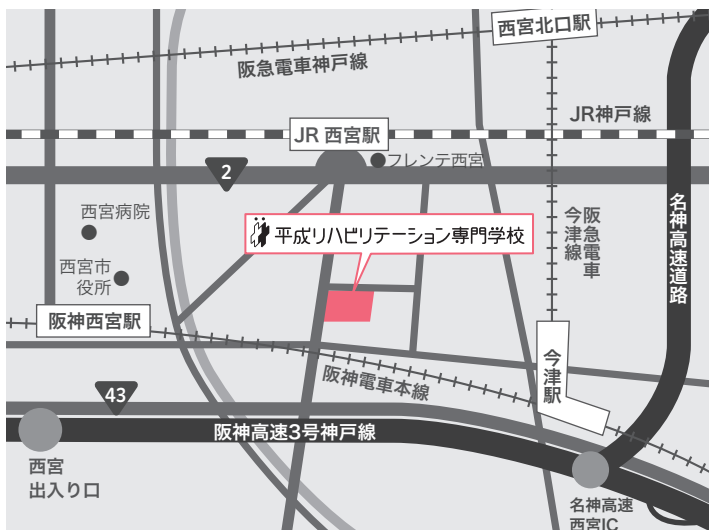 西宮北口駅
阪急電車神戸線
JR神戸線
JR 西宮駅
フレンテ西宮
2
西宮病院
平成リハビリテーション専門学校
阪急電車
今津線
名神高速道路
西宮市
役所
阪神西宮駅
今津駅
阪神電車本線
43
阪神高速3号神戸線
西宮
出入り口
名神高速
西宮IC